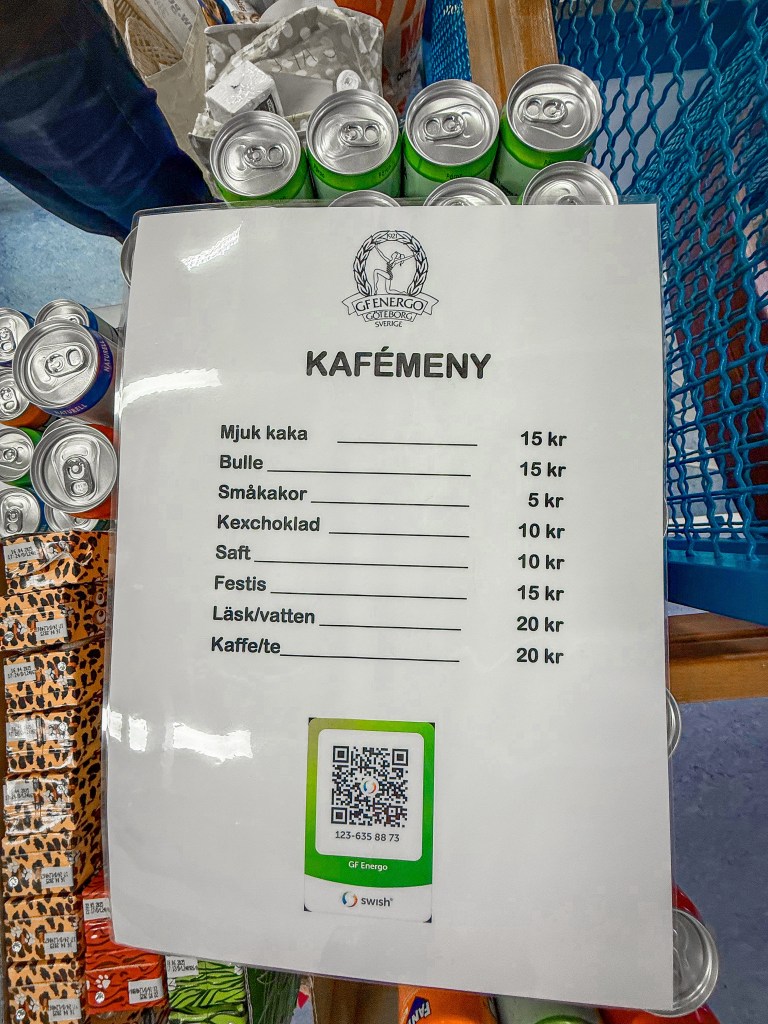 NATURELL
GF ENERGO
GÖTEBORG
SVERIGE
KAFÉMENY
Mjuk kaka 15 kr
Bulle 15 kr
Småkakor 5 kr
Kexchoklad 10 kr
Saft 10 kr
Festis 15 kr
Läsk/vatten 20 kr
Kaffe/te 20 kr
123-635 88 73
GF Energo
swish®